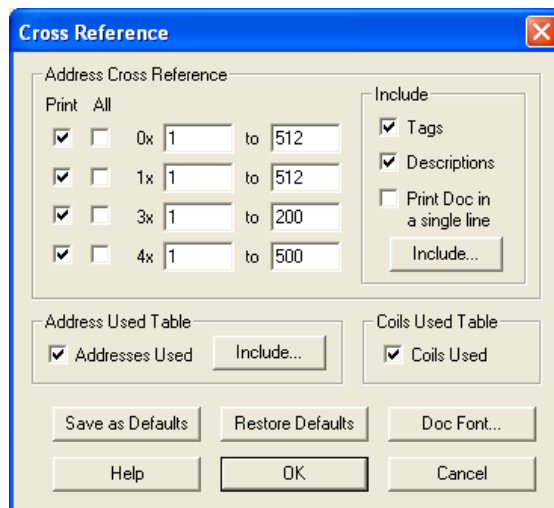 Cross Reference
Address Cross Reference
Print All
0x 1 to 512
1x 1 to 512
3x 1 to 200
4x 1 to 500
Include
Tags
Descriptions
Print Doc in
a single line
Include...
Address Used Table
Addresses Used Include...
Coils Used Table
Coils Used
Save as Defaults Restore Defaults Doc Font...
Help OK Cancel